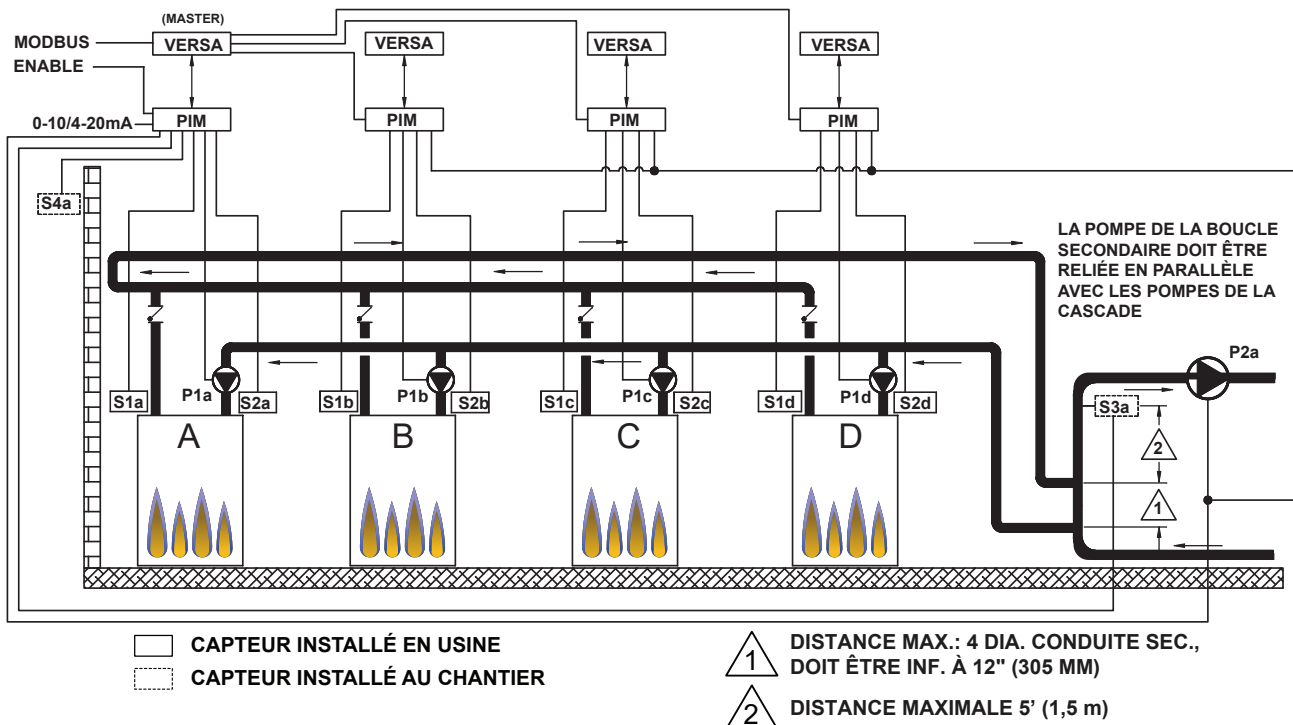 (MASTER)
MODBUS
VERSA
VERSA
VERSA
VERSA
ENABLE
0-10/4-20mA
PIM
PIM
PIM
PIM
S4a
LA POMPE DE LA BOUCLE
SECONDAIRE DOIT ÊTRE
RELIÉE EN PARALLÈLE
AVEC LES POMPES DE LA
CASCADE
P2a
S1a
P1a
S2a
S1b
P1b
S2b
S1c
P1c
S2c
S1d
P1d
S2d
S3a
A
B
C
D
2
1
CAPTEUR INSTALLÉ EN USINE
CAPTEUR INSTALLÉ AU CHANTIER
1
DISTANCE MAX.: 4 DIA. CONDUITE SEC.,
DOIT ÊTRE INF. À 12" (305 MM)
2
DISTANCE MAXIMALE 5' (1,5 m)